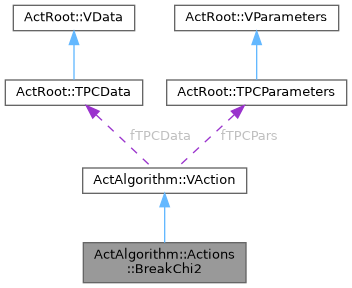 ActRoot::VData
ActRoot::VParameters
ActRoot::TPCData
ActRoot::TPCParameters
fTPCData
fTPCPars
ActAlgorithm::VAction
ActAlgorithm::Actions
::BreakChi2